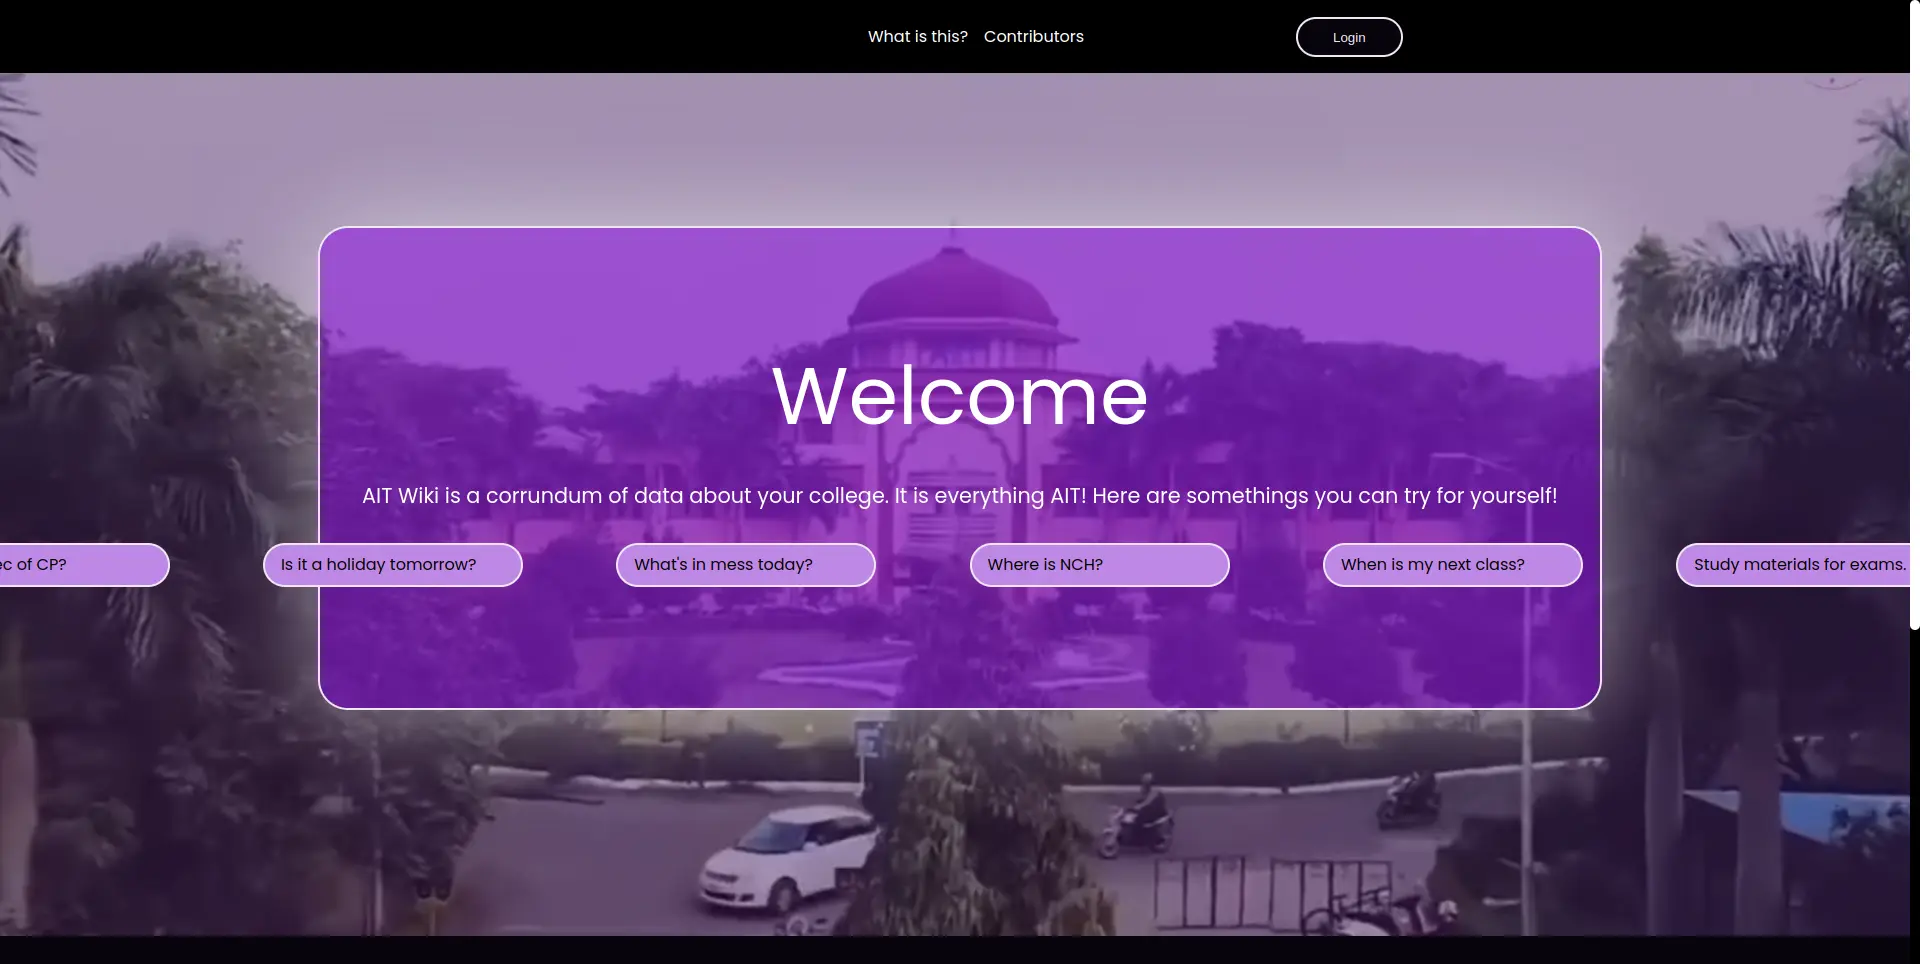 What is this? Contributors Login
Welcome
AIT Wiki is a corrundum of data about your college. It is everything AIT! Here are somethings you can try for yourself!
of CP? Is it a holiday tomorrow? What's in mess today? Where is NCH? When is my next class? Study materials for exams.